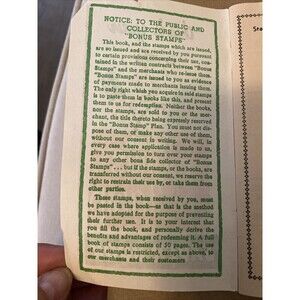 NOTICE: TO THE PUBLIC AND
COLLECTORS OF
"BONUS STAMPS"
This book, and the stamps which are issued,
are so issued and are received by you pursuant
to certain provisions concerning their use, con-
tained in the written contracts between "Bonus
Stamps" and the merchants who re-issue them.
"Bonus Stamps" are issued to you as evidence
of payments made to merchants issuing them.
The only right which you acquire in said stamps
is to paste them in books like this, and present
them to us for redemption. Neither the books,
nor the stamps, are sold to you or the mer-
chant, the title thereto being expressly reserved
in the "Bonus Stamp" Plan. You must not dis-
pose of them, or make any other use of them,
without our consent in writing. We will, in
every case where application is made to us,
give you permission to turn over your stamps
to any other bona fide collector of "Bonus
Stamps" . . . but if the stamps, or the books, are
transferred without our consent, we reserve the
right to restrain their use by, or take them from
other parties.
These stamps, when received by you, must
be pasted in the book—as that is the method
we have adopted for the purpose of preventing
their further use. It is to your interest that
you fill the book, and personally derive the
benefits and advantages of redeeming it. A full
book of stamps consists of 50 pages. The use
of our stamps is restricted, except as above, to
our merchants and their customers